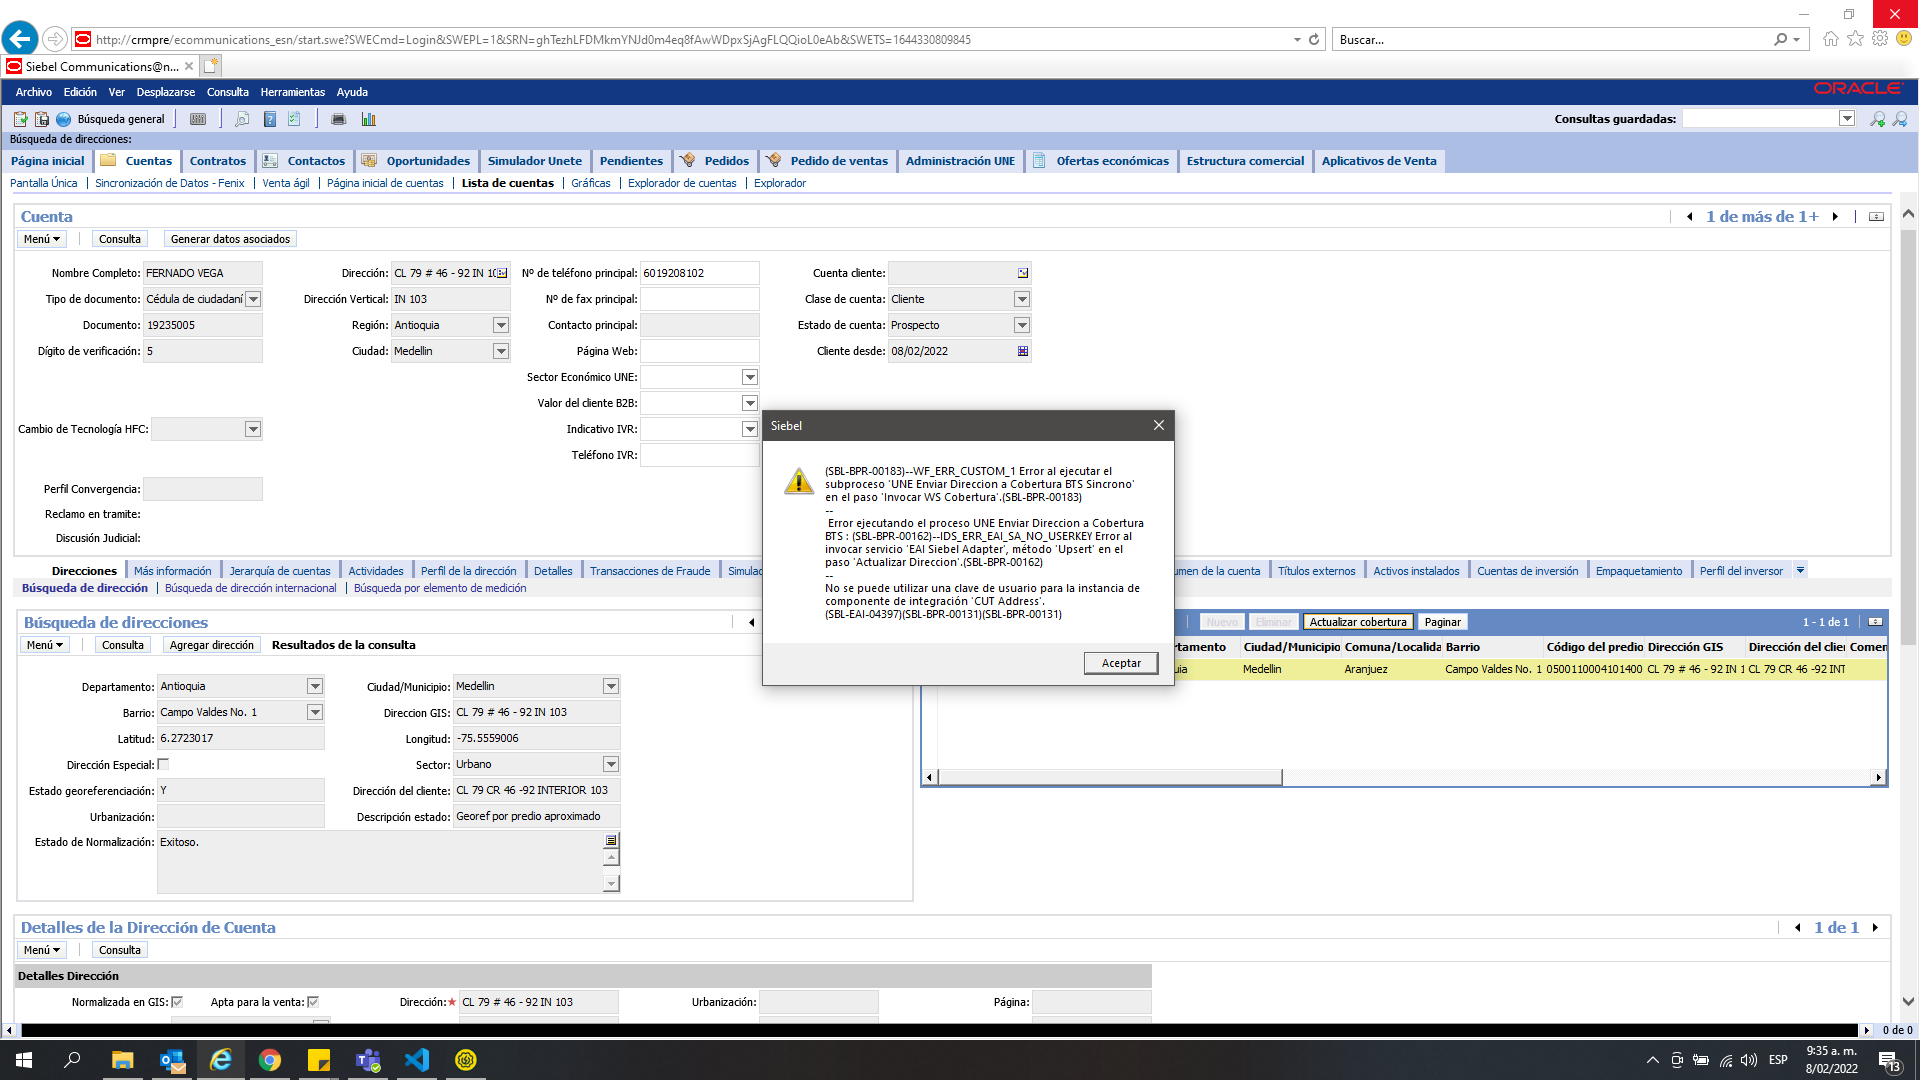 http://crmpre/ecommunications_esn/start.swe?SWECmd=Login&SWEPL=1&SRN=ghTezhLFDMkmYNJd0m4eq8fAwWDpxSjAgFLQQioL0eAb&SWETS=1644330809845
Buscar...
Siebel Communications@n...
Archivo Edición Ver Desplazarse Consulta Herramientas Ayuda
ORACLE
Búsqueda general
Consultas guardadas:
Búsqueda de direcciones:
Página inicial Cuentas Contratos Contactos Oportunidades Simulador Unete Pendientes Pedidos Pedido de ventas Administración UNE Ofertas económicas Estructura comercial Aplicativos de Venta
Pantalla Única Sincronización de Datos - Fenix Venta ágil Página inicial de cuentas Lista de cuentas Gráficas Explorador de cuentas Explorador
Cuenta
1 de más de 1+
Menú Consulta Generar datos asociados
Nombre Completo: FERNADO VEGA Dirección: CL 79 # 46 - 92 IN 10 Nº de teléfono principal: 6019208102 Cuenta cliente:
Tipo de documento: Cédula de ciudadaní Dirección Vertical: IN 103 Nº de fax principal: Clase de cuenta: Cliente
Documento: 19235005 Región: Antioquia Contacto principal: Estado de cuenta: Prospecto
Dígito de verificación: 5 Ciudad: Medellin Página Web: Cliente desde: 08/02/2022
Sector Económico UNE:
Valor del cliente B2B:
Cambio de Tecnología HFC: Indicativo IVR:
Teléfono IVR:
Perfil Convergencia:
Reclamo en tramite:
Discusión Judicial:
Siebel
(SBL-BPR-00183)--WF_ERR_CUSTOM_1 Error al ejecutar el
subproceso 'UNE Enviar Direccion a Cobertura BTS Sincrono'
en el paso 'Invocar WS Cobertura'.(SBL-BPR-00183)
--
Error ejecutando el proceso UNE Enviar Direccion a Cobertura
BTS : (SBL-BPR-00162)--IDS_ERR_EAI_SA_NO_USERKEY Error al
invocar servicio 'EAI Siebel Adapter', método 'Upsert' en el
paso 'Actualizar Direccion'.(SBL-BPR-00162)
--
No se puede utilizar una clave de usuario para la instancia de
componente de integración 'CUT Address'.
(SBL-EAI-04397)(SBL-BPR-00131)(SBL-BPR-00131)
Aceptar
Direcciones Más información Jerarquía de cuentas Actividades Perfil de la dirección Detalles Transacciones de Fraude Simulac umen de la cuenta Títulos externos Activos instalados Cuentas de inversión Empaquetamiento Perfil del inversor
Búsqueda de dirección Búsqueda de dirección internacional Búsqueda por elemento de medición
Búsqueda de direcciones
Nuevo Eliminar Actualizar cobertura Paginar 1 - 1 de 1
Menú Consulta Agregar dirección Resultados de la consulta
rtamento Ciudad/Municipio Comuna/Localida Barrio Código del predio Dirección GIS Dirección del clie Comen
uia Medellin Aranjuez Campo Valdes No. 1 0500110004101400 CL 79 # 46 - 92 IN 1 CL 79 CR 46 -92 INT
Departamento: Antioquia Ciudad/Municipio: Medellin
Barrio: Campo Valdes No. 1 Direccion GIS: CL 79 # 46 - 92 IN 103
Latitud: 6.2723017 Longitud: -75.5559006
Dirección Especial: Sector: Urbano
Estado georeferenciación: Y Dirección del cliente: CL 79 CR 46 -92 INTERIOR 103
Urbanización: Descripción estado: Georef por predio aproximado
Estado de Normalización: Exitoso.
Detalles de la Dirección de Cuenta
1 de 1
Menú Consulta
Detalles Dirección
Normalizada en GIS: Apta para la venta: Dirección:* CL 79 # 46 - 92 IN 103 Urbanización: Página:
0 de 0
ESP
9:35 a. m.
8/02/2022
13